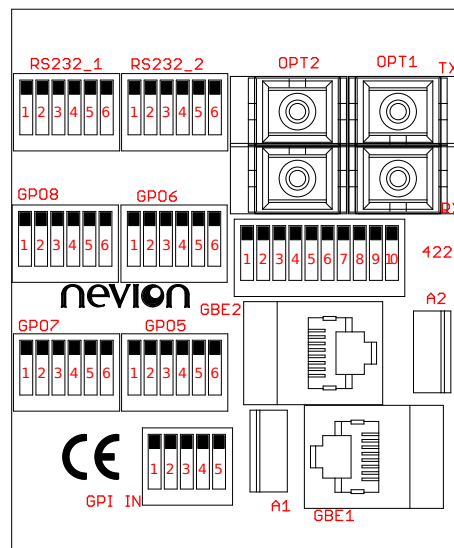 RS232_1 RS232_2 OPT2 OPT1 TX
1 2 3 4 5 6 1 2 3 4 5 6
GPO8 GPO6 RX
1 2 3 4 5 6 1 2 3 4 5 6 1 2 3 4 5 6 7 8 9 10 422
nevion GBE2 A2
GPO7 GPO5
1 2 3 4 5 6 1 2 3 4 5 6
CE 1 2 3 4 5
GPI IN A1 GBE1